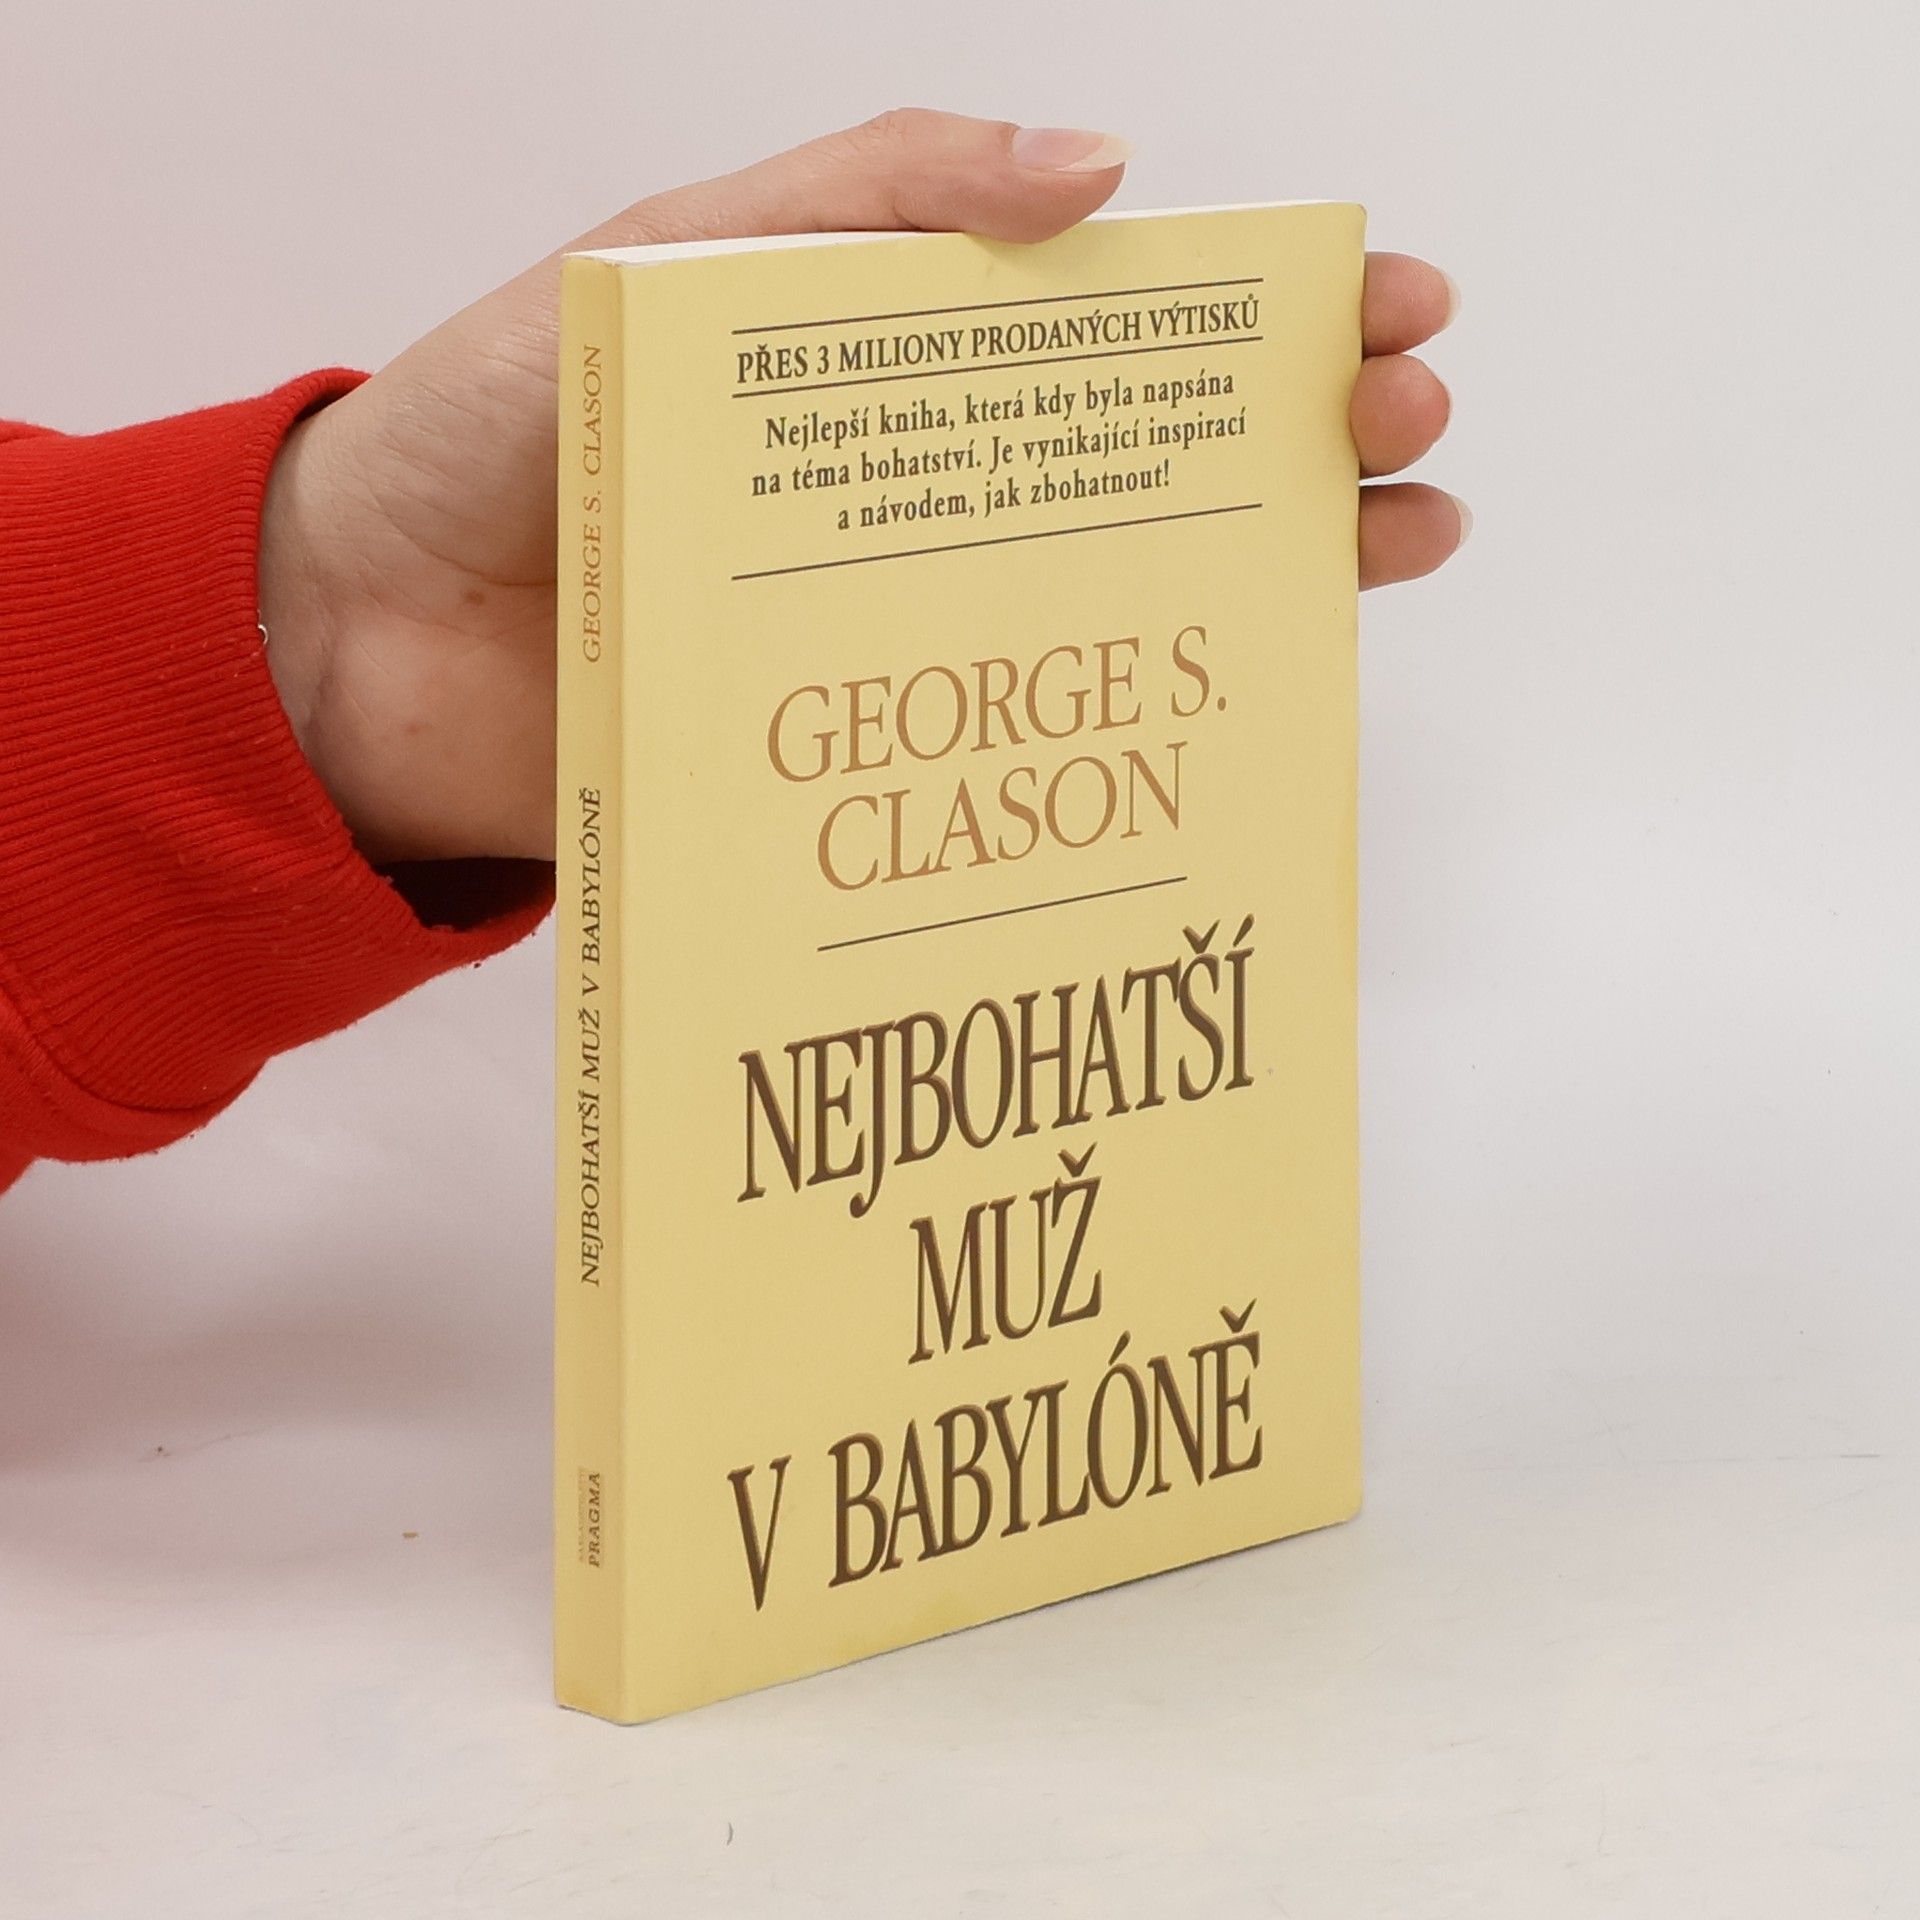 PŘES 3 MILIONY PRODANÝCH VÝTISKŮ
Nejlepší kniha, která kdy byla napsána
na téma bohatství. Je vynikající inspirací
a návodem, jak zbohatnout!
GEORGE S.
CLASON
NEJBOHATŠÍ
MUŽ
V BABYLÓNĚ
GEORGE S. CLASON
NEJBOHATŠÍ MUŽ V BABYLÓNĚ
PRAGMA